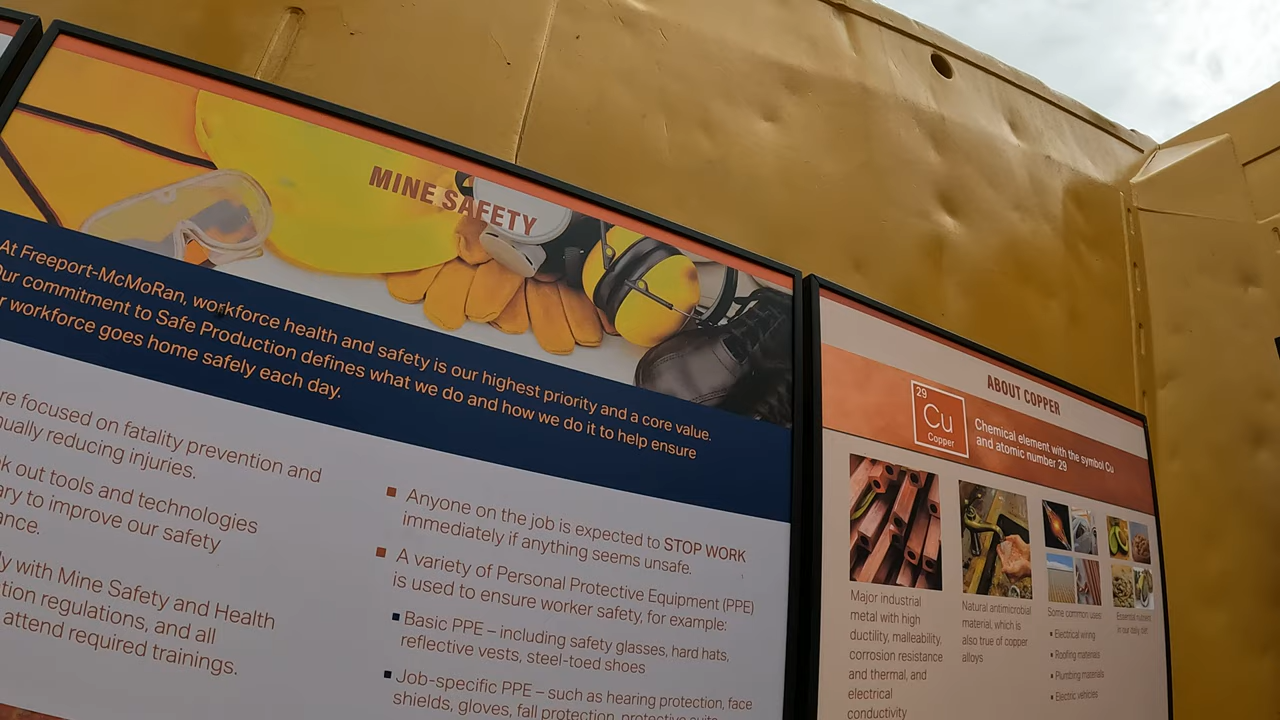 MINE SAFETY
At Freeport-McMoRan, workforce health and safety is our highest priority and a core value.
Our commitment to Safe Production defines what we do and how we do it to help ensure
workforce goes home safely each day.
focused on fatality prevention and
reducing injuries.
out tools and technologies
to improve our safety
with Mine Safety and Health
regulations, and all
attend required trainings.
Anyone on the job is expected to STOP WORK
immediately if anything seems unsafe.
A variety of Personal Protective Equipment (PPE)
is used to ensure worker safety, for example:
Basic PPE – including safety glasses, hard hats,
reflective vests, steel-toed shoes
Job-specific PPE – such as hearing protection, face
shields, gloves, fall protection, protective suits
ABOUT COPPER
29
Cu
Copper
Chemical element with the symbol Cu
and atomic number 29
Major industrial
metal with high
ductility, malleability,
corrosion resistance
and thermal, and
electrical
conductivity
Natural antimicrobial
material, which is
also true of copper
alloys
Some common uses
Electrical wiring
Roofing materials
Plumbing materials
Electric vehicles
Essential nutrient
in our daily diet